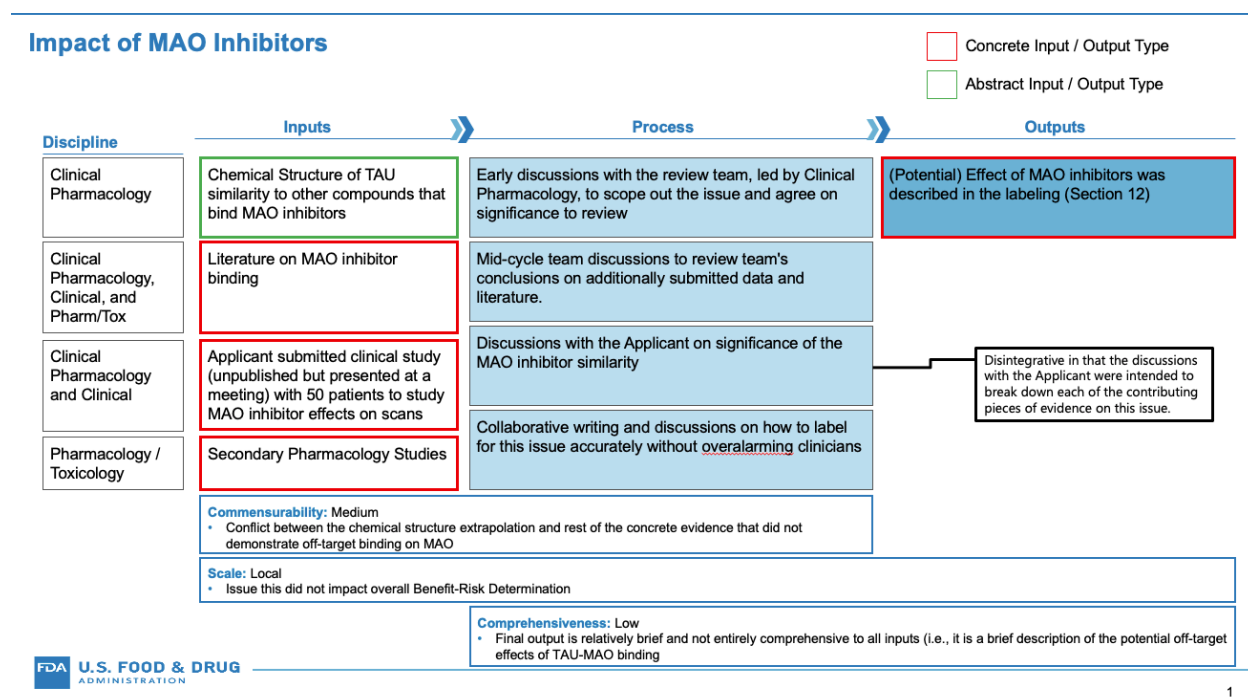 Impact of MAO Inhibitors
Concrete Input / Output Type
Abstract Input / Output Type
Discipline
Inputs
Process
Outputs
Clinical
Pharmacology
Chemical Structure of TAU
similarity to other compounds that
bind MAO inhibitors
Early discussions with the review team, led by Clinical
Pharmacology, to scope out the issue and agree on
significance to review
(Potential) Effect of MAO inhibitors was
described in the labeling (Section 12)
Clinical
Pharmacology,
Clinical, and
Pharm/Tox
Literature on MAO inhibitor
binding
Mid-cycle team discussions to review team's
conclusions on additionally submitted data and
literature.
Clinical
Pharmacology
and Clinical
Applicant submitted clinical study
(unpublished but presented at a
meeting) with 50 patients to study
MAO inhibitor effects on scans
Discussions with the Applicant on significance of the
MAO inhibitor similarity
Disintegrative in that the discussions
with the Applicant were intended to
break down each of the contributing
pieces of evidence on this issue.
Pharmacology /
Toxicology
Secondary Pharmacology Studies
Collaborative writing and discussions on how to label
for this issue accurately without overalarming clinicians
Commensurability: Medium
• Conflict between the chemical structure extrapolation and rest of the concrete evidence that did not
demonstrate off-target binding on MAO
Scale: Local
• Issue this did not impact overall Benefit-Risk Determination
Comprehensiveness: Low
• Final output is relatively brief and not entirely comprehensive to all inputs (i.e., it is a brief description of the potential off-target
effects of TAU-MAO binding
FDA
U.S. FOOD & DRUG
ADMINISTRATION
1